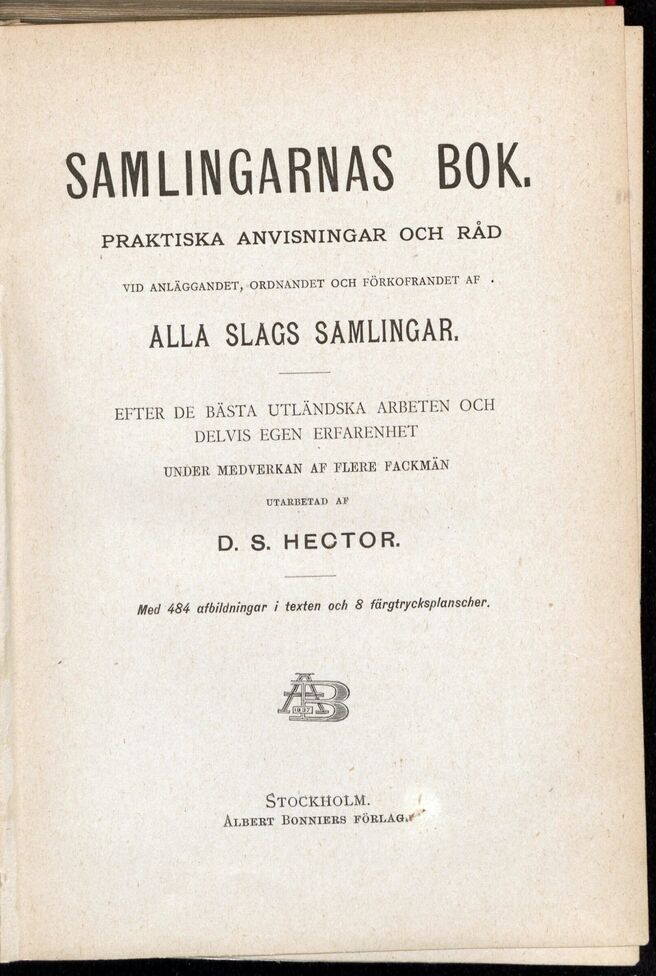 SAMLINGARNAS BOK.
PRAKTISKA ANVISNINGAR OCH RÅD
VID ANLÄGGANDET, ORDNANDET OCH FÖRKOFRANDET AF
ALLA SLAGS SAMLINGAR.
EFTER DE BÄSTA UTLÄNDSKA ARBETEN OCH
DELVIS EGEN ERFARENHET
UNDER MEDVERKAN AF FLERE FACKMÄN
UTARBETAD AF
D. S. HECTOR.
Med 484 afbildningar i texten och 8 färgtrycksplanscher.
AB
1837
STOCKHOLM.
ALBERT BONNIERS FÖRLAG.